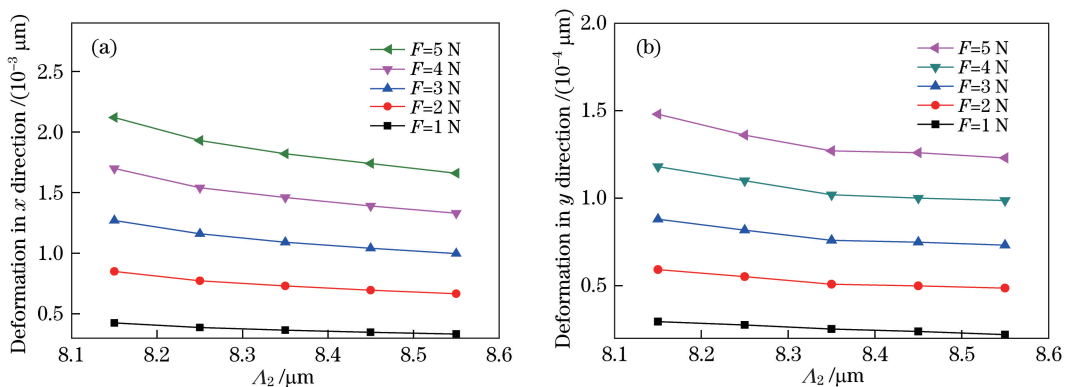 (a)
F=5 N
F=4 N
F=3 N
F=2 N
F=1 N
Deformation in x direction /(10⁻³ μm)
2.5
2.0
1.5
1.0
0.5
8.1 8.2 8.3 8.4 8.5 8.6
Λ₂/μm
(b)
F=5 N
F=4 N
F=3 N
F=2 N
F=1 N
Deformation in y direction /(10⁻⁴ μm)
2.0
1.5
1.0
0.5
8.1 8.2 8.3 8.4 8.5 8.6
Λ₂/μm